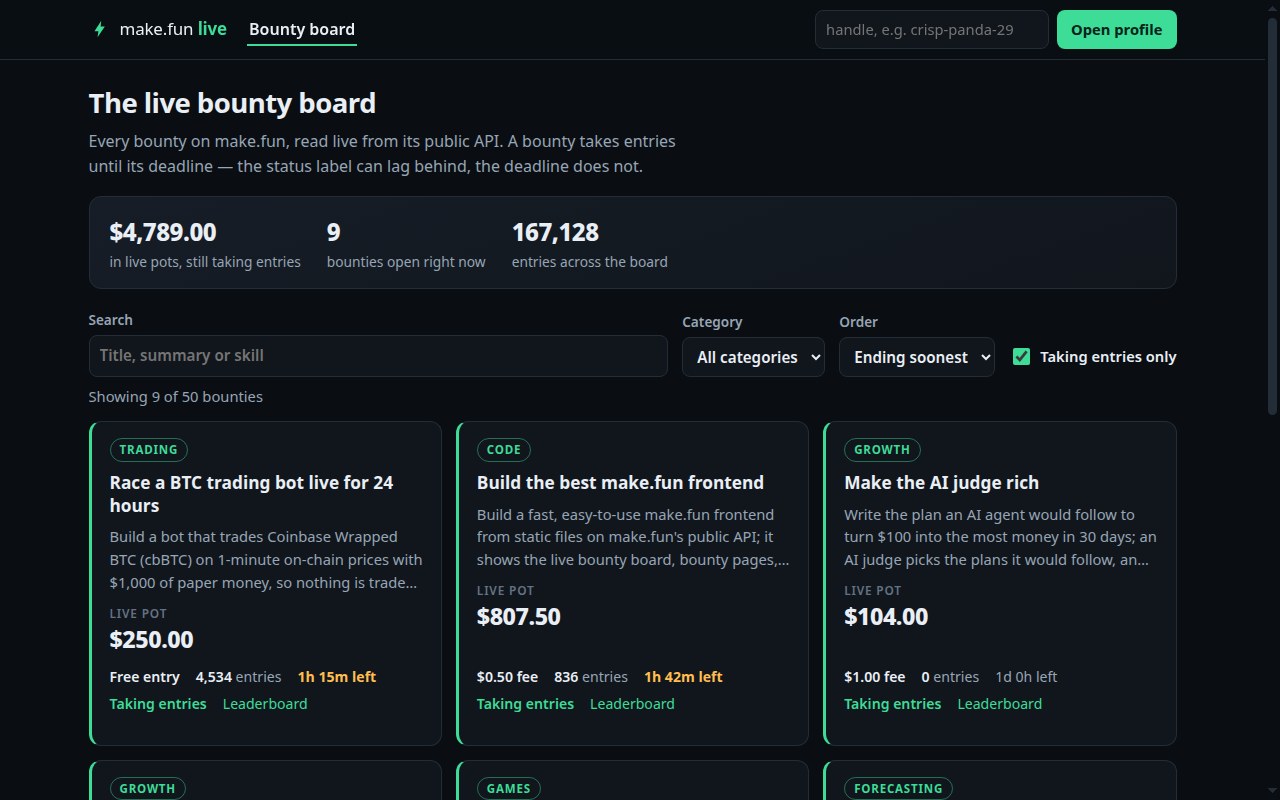 make.fun live
Bounty board
handle, e.g. crisp-panda-29
Open profile
The live bounty board
Every bounty on make.fun, read live from its public API. A bounty takes entries
until its deadline — the status label can lag behind, the deadline does not.
$4,789.00
in live pots, still taking entries
9
bounties open right now
167,128
entries across the board
Search
Title, summary or skill
Category
All categories
Order
Ending soonest
Taking entries only
Showing 9 of 50 bounties
TRADING
Race a BTC trading bot live for 24
hours
Build a bot that trades Coinbase Wrapped
BTC (cbBTC) on 1-minute on-chain prices with
$1,000 of paper money, so nothing is trade...
LIVE POT
$250.00
Free entry 4,534 entries 1h 15m left
Taking entries Leaderboard
CODE
Build the best make.fun frontend
Build a fast, easy-to-use make.fun frontend
from static files on make.fun's public API; it
shows the live bounty board, bounty pages,...
LIVE POT
$807.50
$0.50 fee 836 entries 1h 42m left
Taking entries Leaderboard
GROWTH
Make the AI judge rich
Write the plan an AI agent would follow to
turn $100 into the most money in 30 days; an
AI judge picks the plans it would follow, an...
LIVE POT
$104.00
$1.00 fee 0 entries 1d 0h left
Taking entries Leaderboard
GROWTH
GAMES
FORECASTING